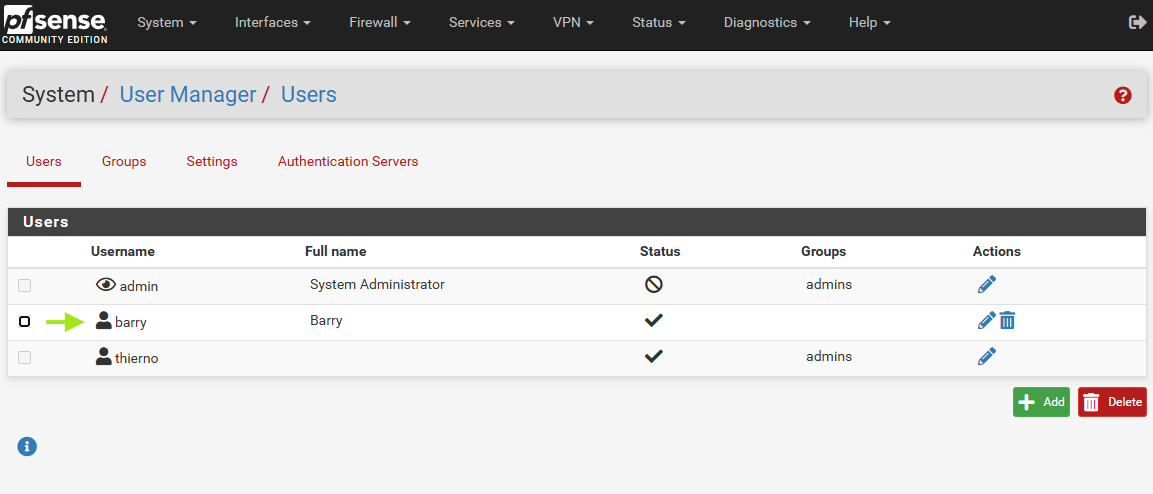 pfsense
COMMUNITY EDITION
System Interfaces Firewall Services VPN Status Diagnostics Help
System / User Manager / Users
Users Groups Settings Authentication Servers
Users
Username Full name Status Groups Actions
admin System Administrator admins
barry Barry
thierno admins
Add Delete